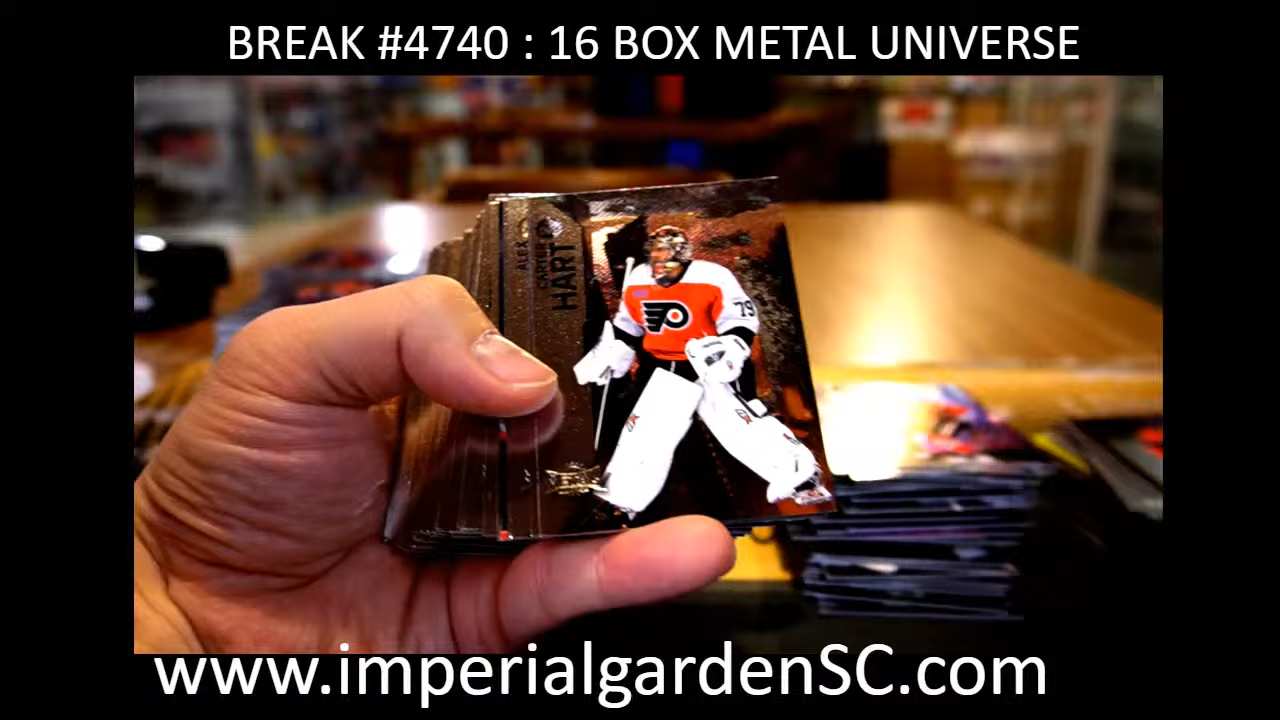 BREAK #4740 : 16 BOX METAL UNIVERSE
ALEX
CARTER
HART
79
www.imperialgardenSC.com